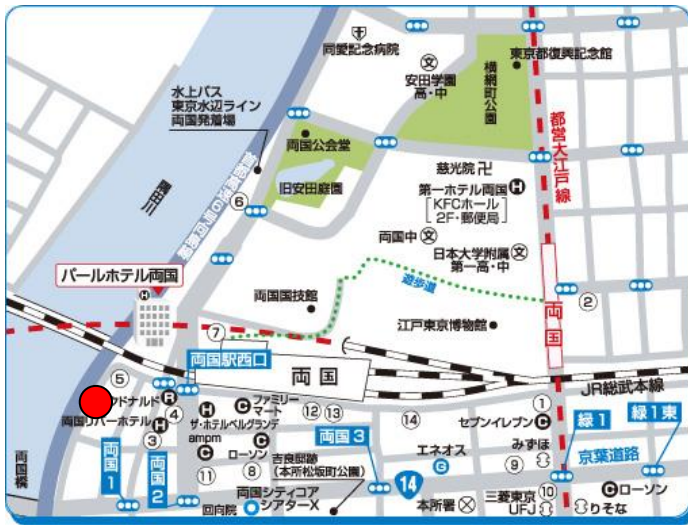 同愛記念病院
文
安田学園
高・中
東京都復興記念館
横網町公園
水上バス
東京水辺ライン
両国発着場
両国公会堂
旧安田庭園
隅田川
⑥
都営大江戸線
慈光院 卍
第一ホテル両国 H
KFCホール
2F・郵便局
両国中 文
日本大学附属
第一高・中 文
パールホテル両国
H
両国国技館
遊歩道
②
江戸東京博物館
両国
⑦
両国駅西口
両国
JR総武本線
⑤
クドナルド R
両国リバーホテル H
④
③
H
ザ・ホテルベルグランデ
C ファミリー
マート
⑫ ⑬
⑭
①
セブンイレブン C
みずほ
⑨
緑1
緑1東
京葉道路
ampm
C
⑪
C
ローソン
⑧
吉良邸跡
(本所松坂町公園)
両国3
エネオス
G
両国橋
両国1
両国2
回向院
両国シティコア
シアターX
14
本所署
三菱東京
UFJ
⑩
りそな
C ローソン